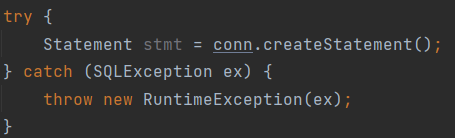 try {
    Statement stmt = conn.createStatement();
} catch (SQLException ex) {
    throw new RuntimeException(ex);
}